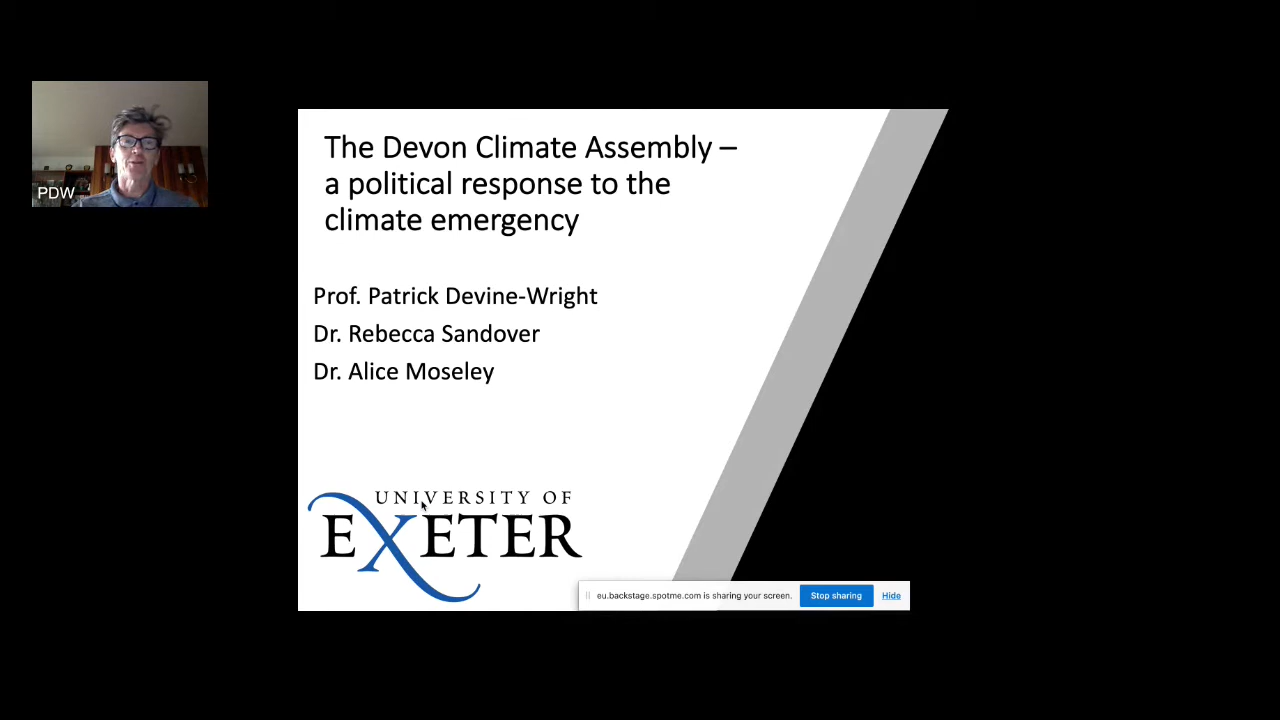 The Devon Climate Assembly –
a political response to the
climate emergency
PDW
Prof. Patrick Devine-Wright
Dr. Rebecca Sandover
Dr. Alice Moseley
UNIVERSITY OF
EXETER
eu.backstage.spotme.com is sharing your screen. Stop sharing Hide